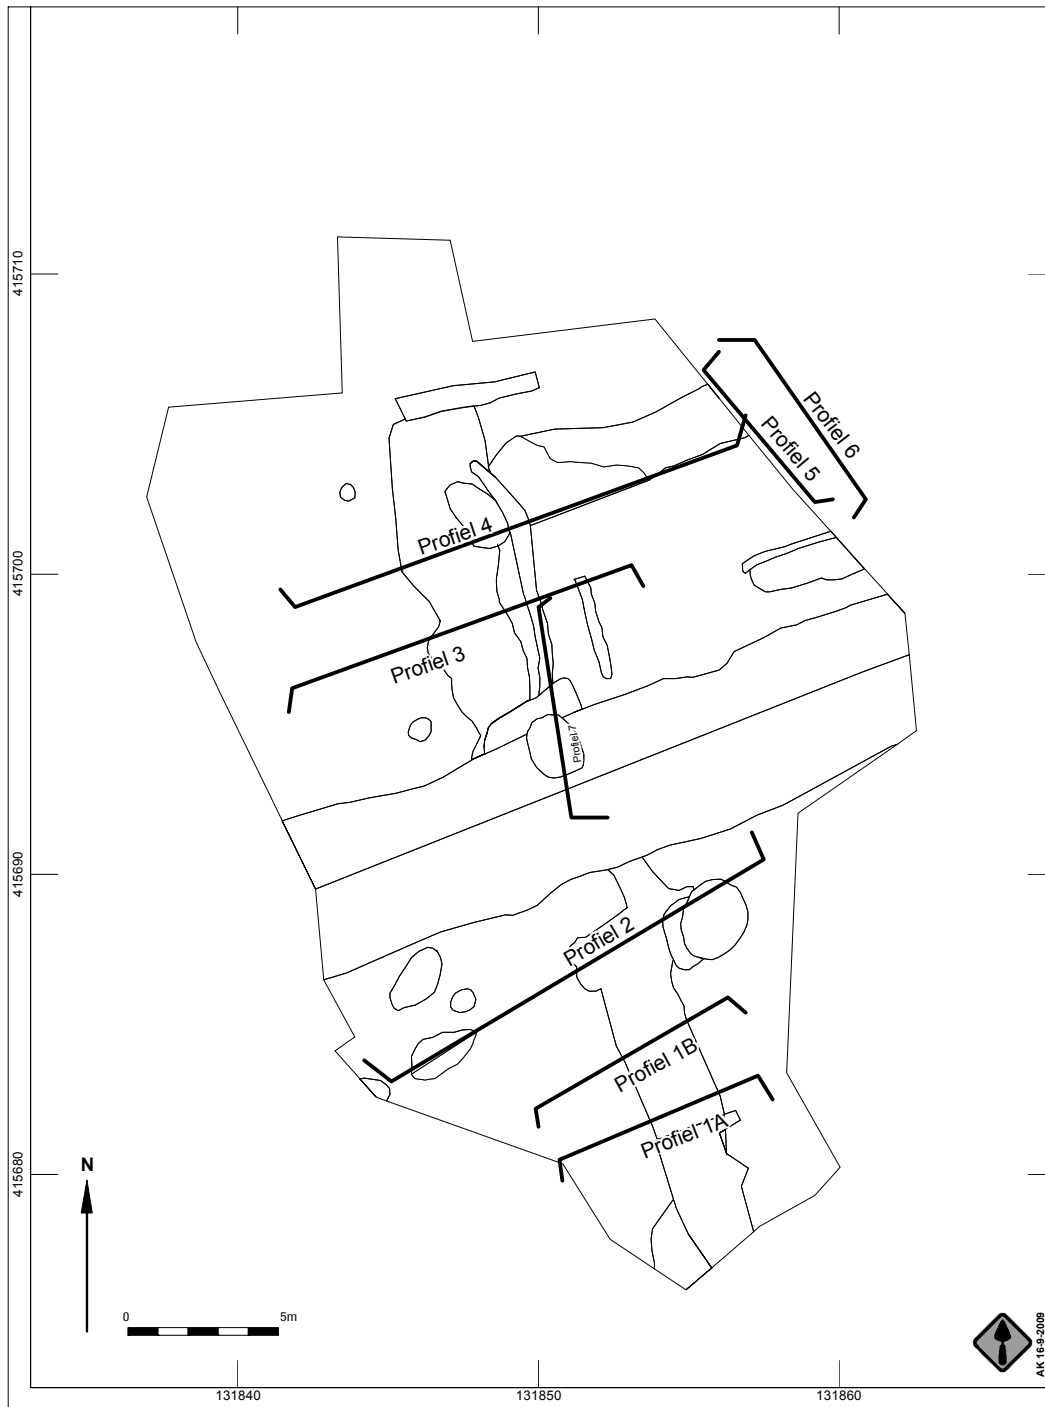 415710
Profiel 6
Profiel 5
Profiel 4
415700
Profiel 3
Profiel 7
415690
Profiel 2
Profiel 1B
Profiel 1A
415680
N
0 5m
AK 16-9-2009
131840 131850 131860